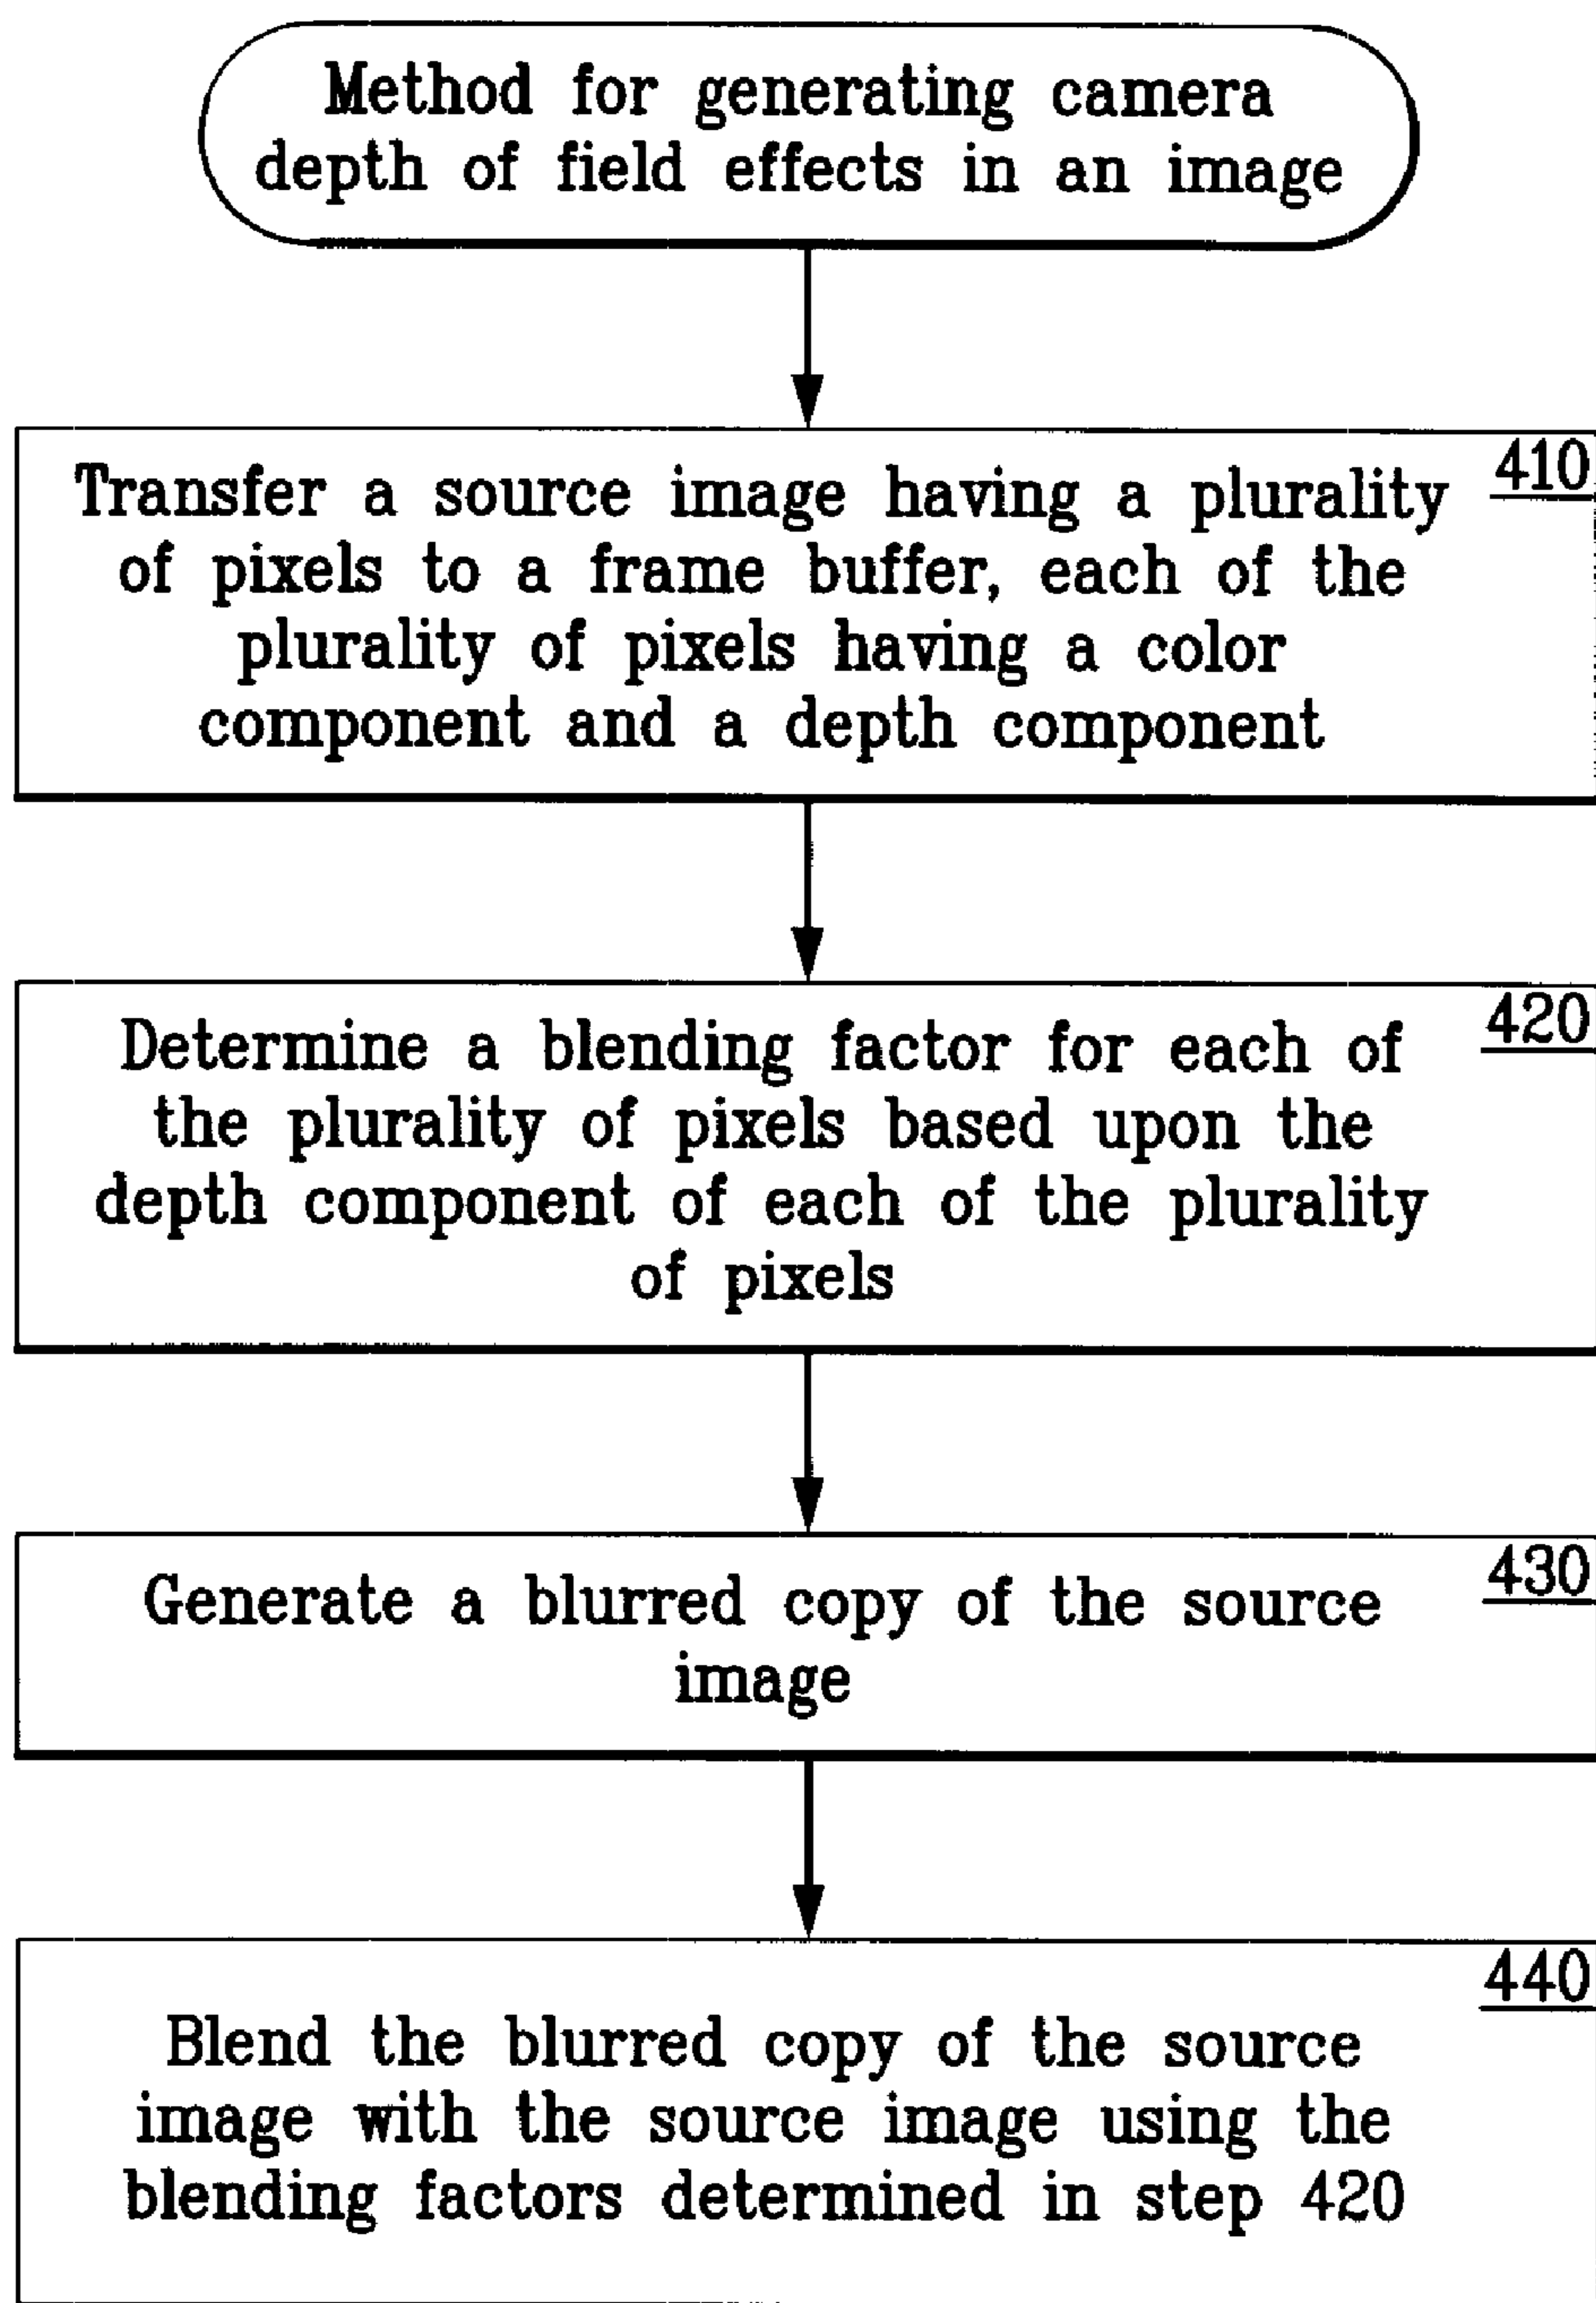 Method for generating camera
depth of field effects in an image
410
Transfer a source image having a plurality
of pixels to a frame buffer, each of the
plurality of pixels having a color
component and a depth component
420
Determine a blending factor for each of
the plurality of pixels based upon the
depth component of each of the plurality
of pixels
430
Generate a blurred copy of the source
image
440
Blend the blurred copy of the source
image with the source image using the
blending factors determined in step 420